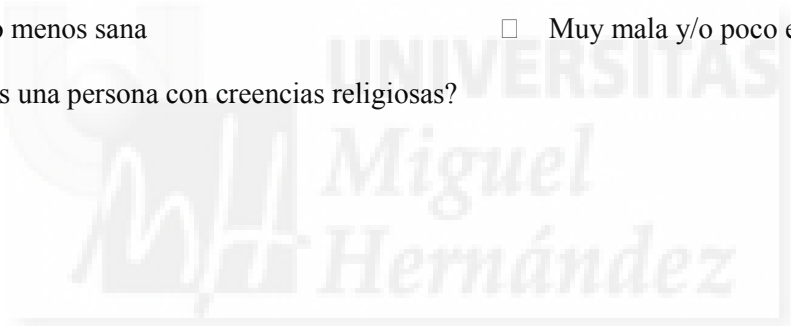 menos sana ☐ Muy mala y/o poco
una persona con creencias religiosas?
UNIVERSITAS
Miguel
Hernández